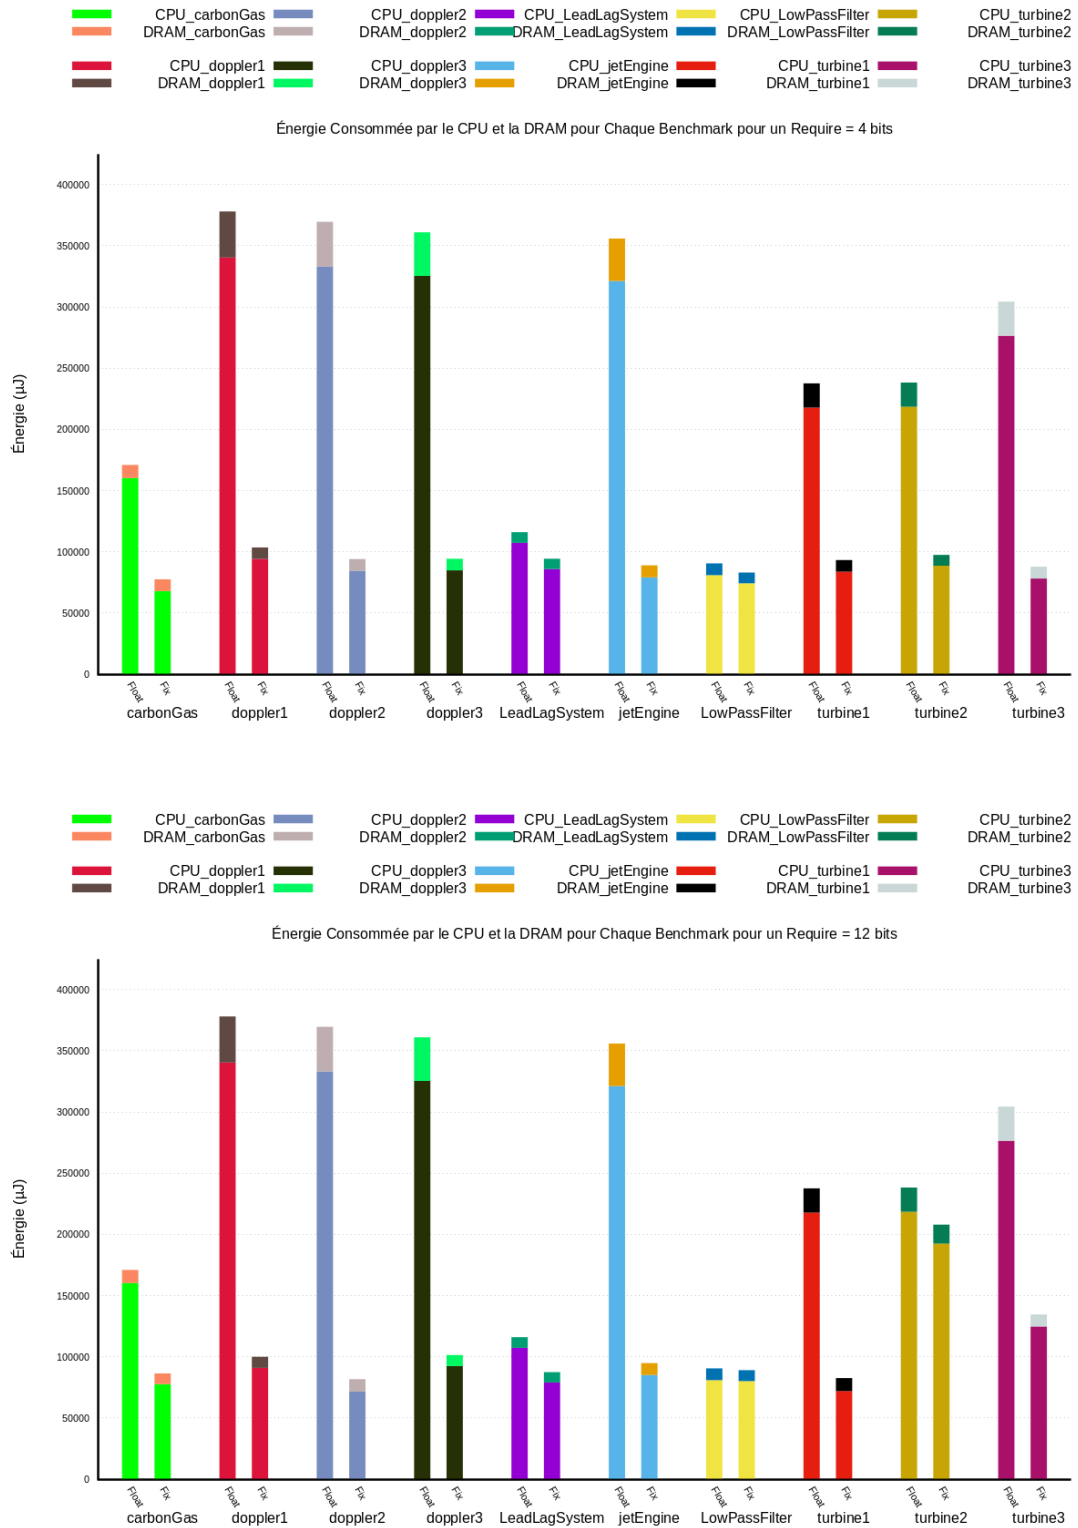 CPU_carbonGas CPU_doppler2 CPU_LeadLagSystem CPU_LowPassFilter CPU_turbine2
DRAM_carbonGas DRAM_doppler2 DRAM_LeadLagSystem DRAM_LowPassFilter DRAM_turbine2
CPU_doppler1 CPU_doppler3 CPU_jetEngine CPU_turbine1 CPU_turbine3
DRAM_doppler1 DRAM_doppler3 DRAM_jetEngine DRAM_turbine1 DRAM_turbine3
Énergie Consommée par le CPU et la DRAM pour Chaque Benchmark pour un Require = 4 bits
400000
350000
300000
250000
200000
150000
100000
50000
0
Énergie (µJ)
Float Fix Float Fix Float Fix Float Fix Float Fix Float Fix Float Fix Float Fix Float Fix Float Fix
carbonGas doppler1 doppler2 doppler3 LeadLagSystem jetEngine LowPassFilter turbine1 turbine2 turbine3
CPU_carbonGas CPU_doppler2 CPU_LeadLagSystem CPU_LowPassFilter CPU_turbine2
DRAM_carbonGas DRAM_doppler2 DRAM_LeadLagSystem DRAM_LowPassFilter DRAM_turbine2
CPU_doppler1 CPU_doppler3 CPU_jetEngine CPU_turbine1 CPU_turbine3
DRAM_doppler1 DRAM_doppler3 DRAM_jetEngine DRAM_turbine1 DRAM_turbine3
Énergie Consommée par le CPU et la DRAM pour Chaque Benchmark pour un Require = 12 bits
400000
350000
300000
250000
200000
150000
100000
50000
0
Énergie (µJ)
Float Fix Float Fix Float Fix Float Fix Float Fix Float Fix Float Fix Float Fix Float Fix Float Fix
carbonGas doppler1 doppler2 doppler3 LeadLagSystem jetEngine LowPassFilter turbine1 turbine2 turbine3